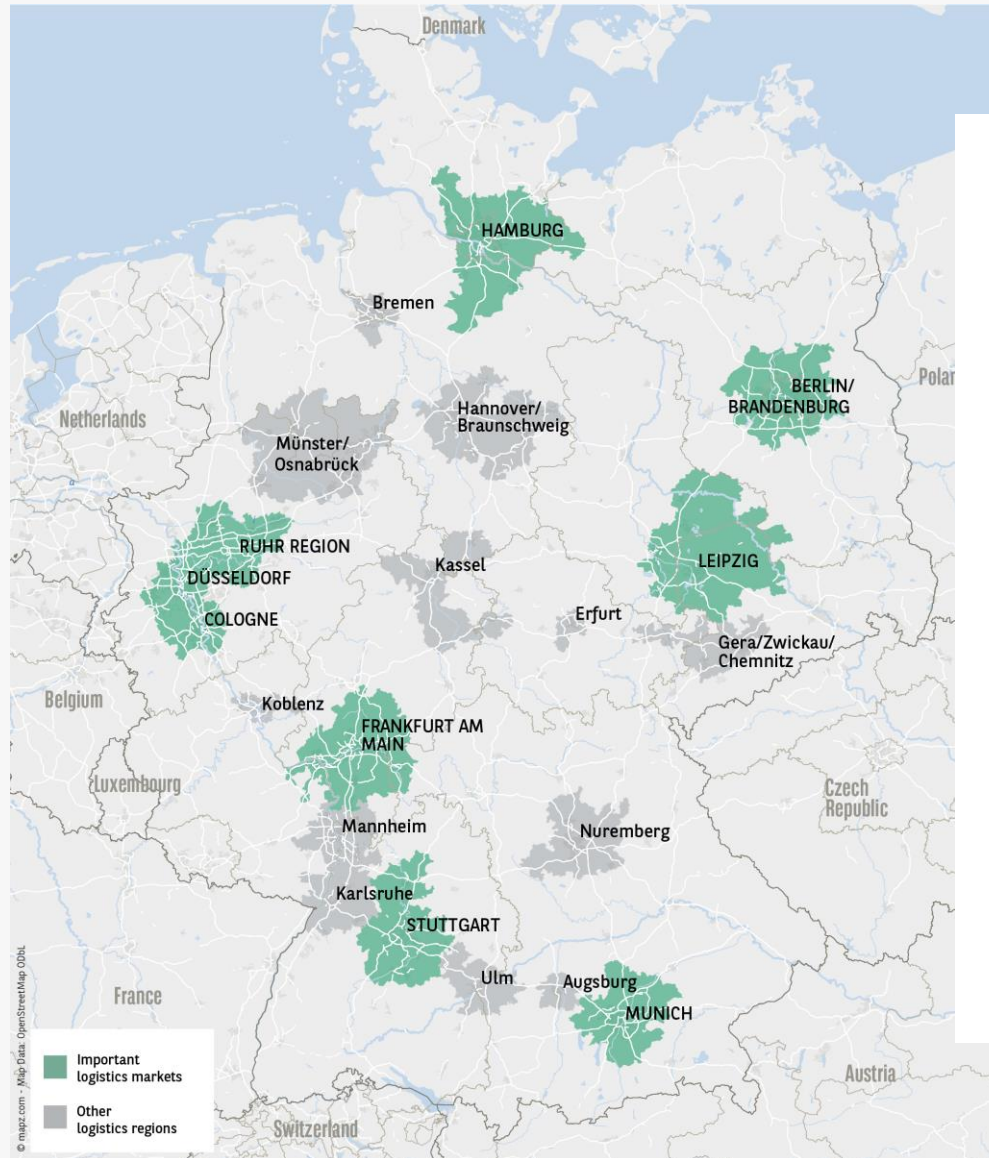 Denmark
HAMBURG
Bremen
BERLIN/
BRANDENBURG
Polan
Netherlands
Hannover/
Braunschweig
Münster/
Osnabrück
RUHR REGION
DÜSSELDORF
COLOGNE
Kassel
LEIPZIG
Erfurt
Gera/Zwickau/
Chemnitz
Belgium
Koblenz
FRANKFURT AM
MAIN
Luxembourg
Czech
Republic
Mannheim
Nuremberg
Karlsruhe
STUTTGART
Ulm
Augsburg
MUNICH
France
Austria
Switzerland
Important
logistics markets
Other
logistics regions
© mapz.com - Map Data: OpenStreetMap ODbL